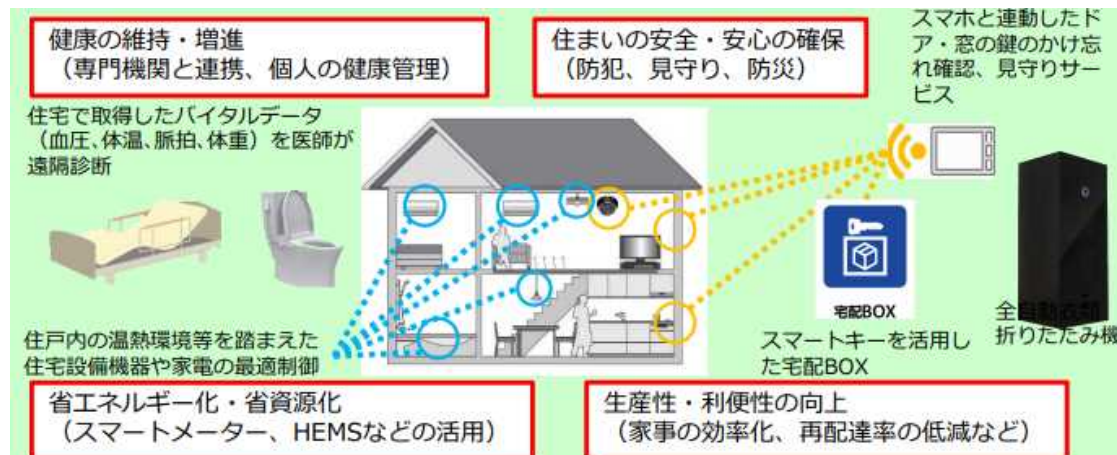 健康の維持・増進
（専門機関と連携、個人の健康管理）
住まいの安全・安心の確保
（防犯、見守り、防災）
スマホと連動したド
ア・窓の鍵のかけ忘
れ確認、見守りサー
ビス
住宅で取得したバイタルデータ
（血圧､体温､脈拍､体重）を医師が
遠隔診断
宅配BOX
全自動衣類
折りたたみ機
スマートキーを活用し
た宅配BOX
住戸内の温熱環境等を踏まえた
住宅設備機器や家電の最適制御
省エネルギー化・省資源化
（スマートメーター、HEMSなどの活用）
生産性・利便性の向上
（家事の効率化、再配達率の低減など）